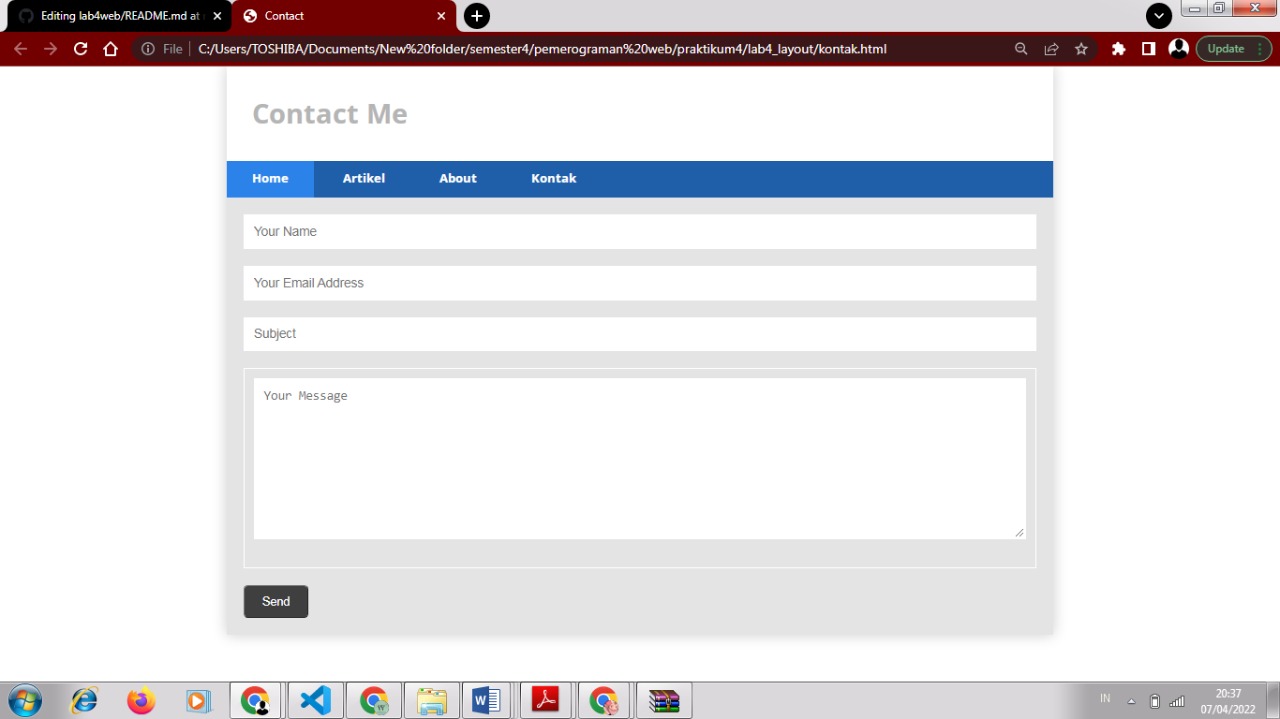 Editing lab4web/README.md at
Contact
File
C:/Users/TOSHIBA/Documents/New%20folder/semester4/pemerograman%20web/praktikum4/lab4_layout/kontak.html
Update
Contact Me
Home Artikel About Kontak
Your Name
Your Email Address
Subject
Your Message
Send
IN
20:37
07/04/2022